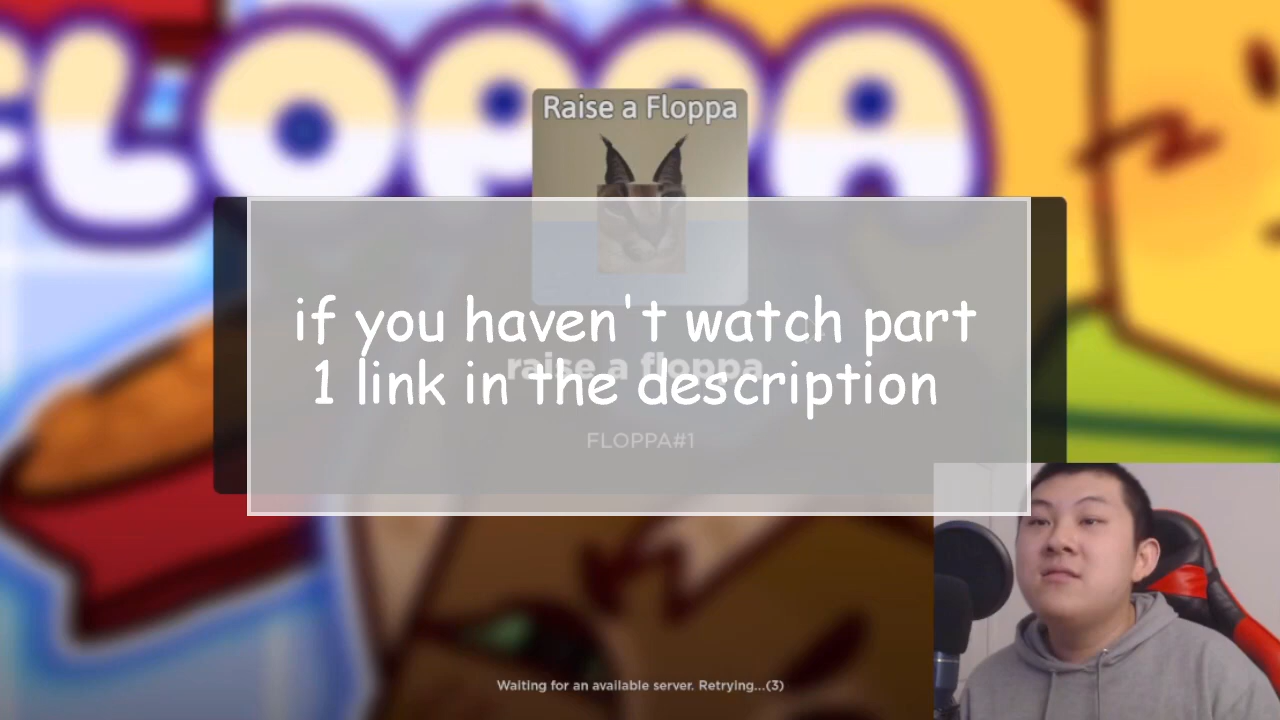 FLOPPA
Raise a Floppa
if you haven't watch part
1 link in the description
raise a floppa
FLOPPA#1
Waiting for an available server. Retrying...(3)